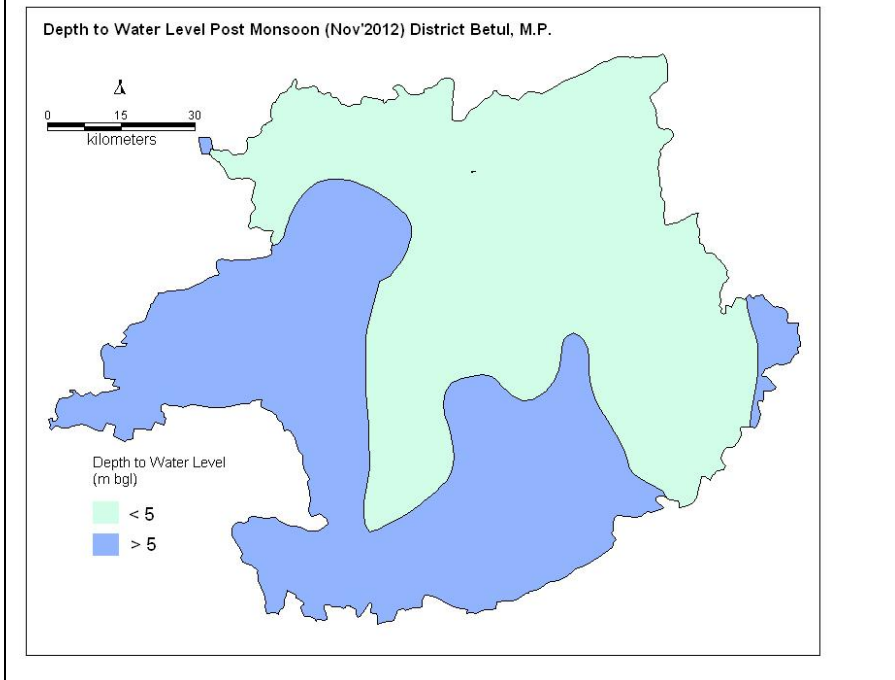 Depth to Water Level Post Monsoon (Nov'2012) District Betul, M.P.
0 15 30
kilometers
Depth to Water Level
(m bgl)
< 5
> 5